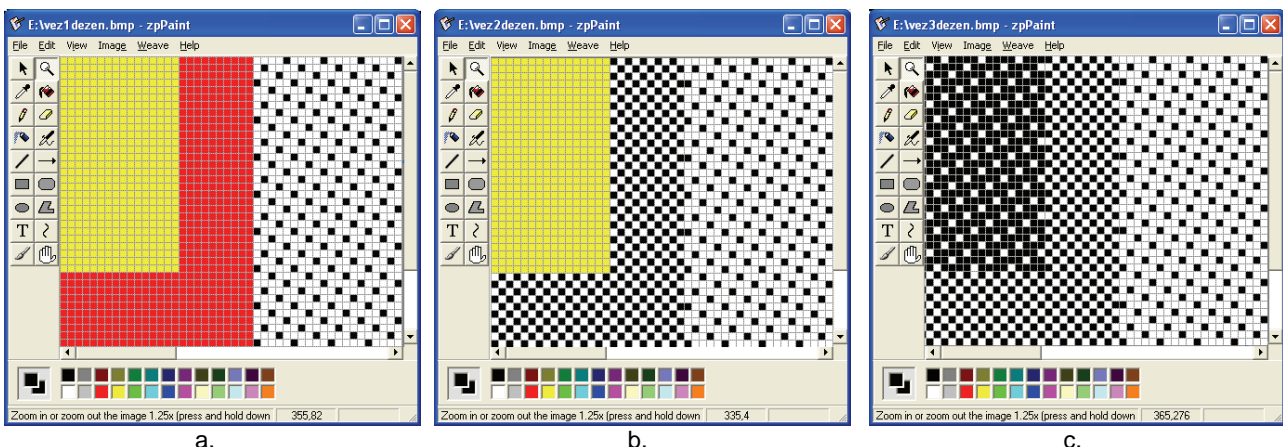 E:\vez1dezen.bmp - zpPaint
File Edit View Image Weave Help
T
Zoom in or zoom out the image 1.25x (press and hold down 355,82
a.
E:\vez2dezen.bmp - zpPaint
File Edit View Image Weave Help
T
Zoom in or zoom out the image 1.25x (press and hold down 335,4
b.
E:\vez3dezen.bmp - zpPaint
File Edit View Image Weave Help
T
Zoom in or zoom out the image 1.25x (press and hold down 365,276
c.